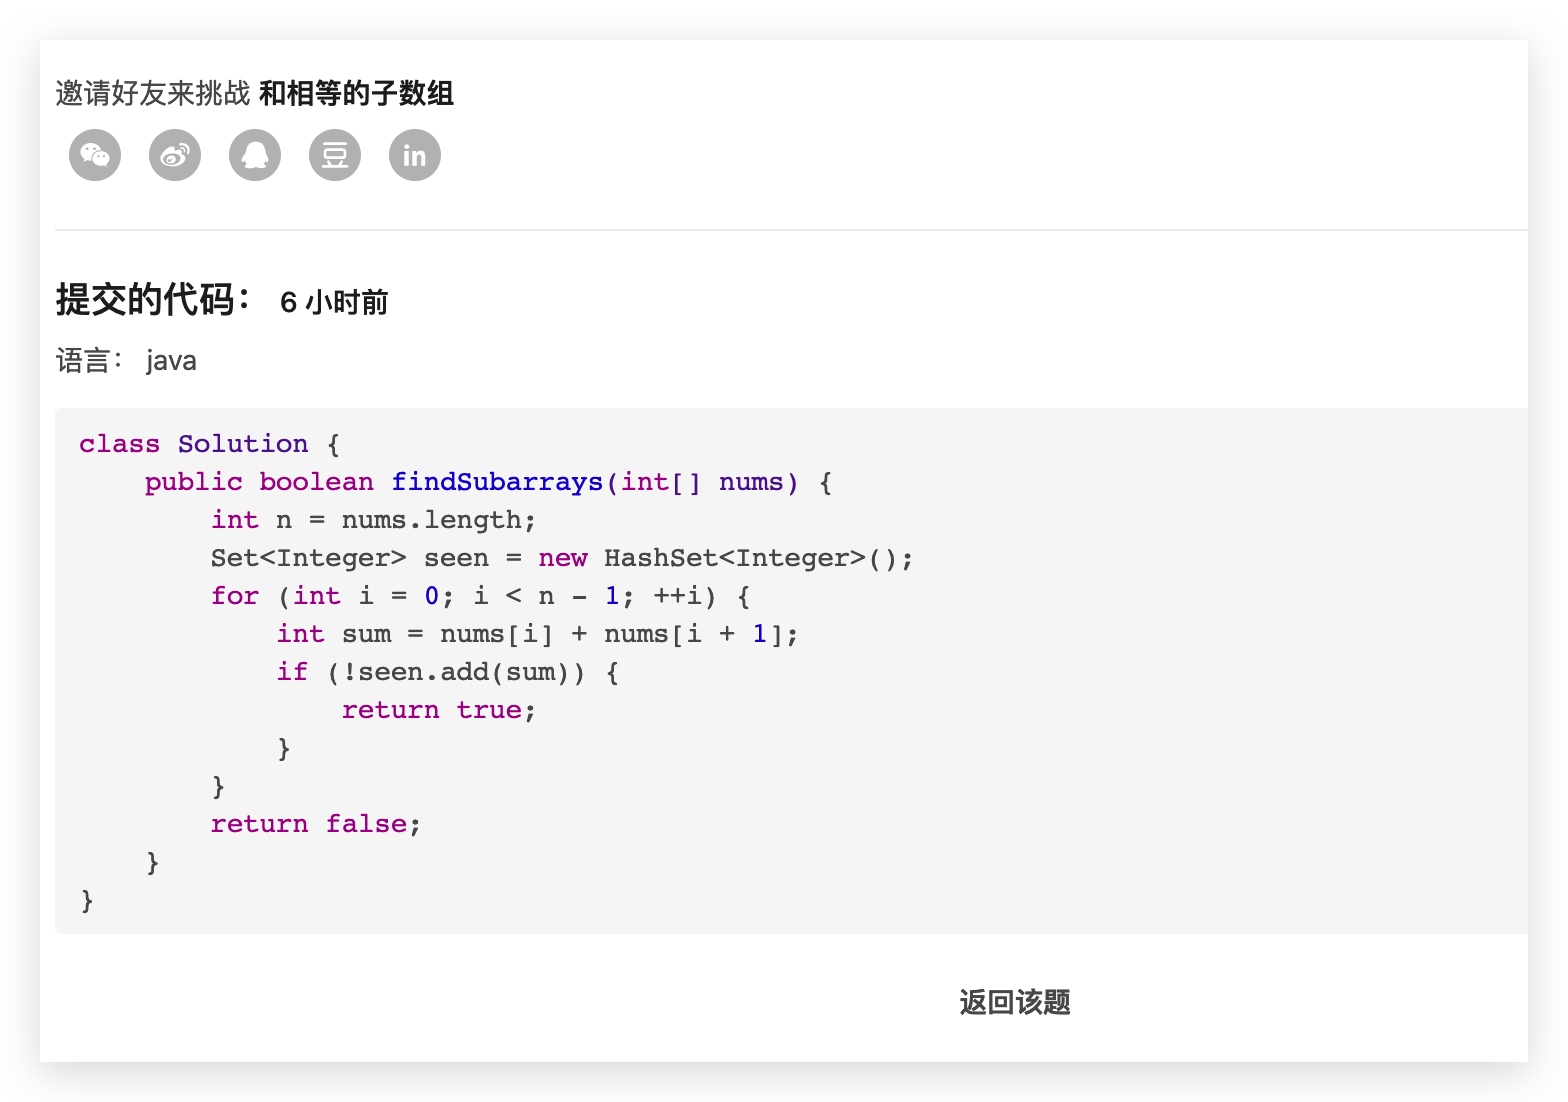 邀请好友来挑战 和相等的子数组
豆 in
提交的代码： 6 小时前
语言： java
class Solution {
    public boolean findSubarrays(int[] nums) {
        int n = nums.length;
        Set<Integer> seen = new HashSet<Integer>();
        for (int i = 0; i < n - 1; ++i) {
            int sum = nums[i] + nums[i + 1];
            if (!seen.add(sum)) {
                return true;
            }
        }
        return false;
    }
}
返回该题